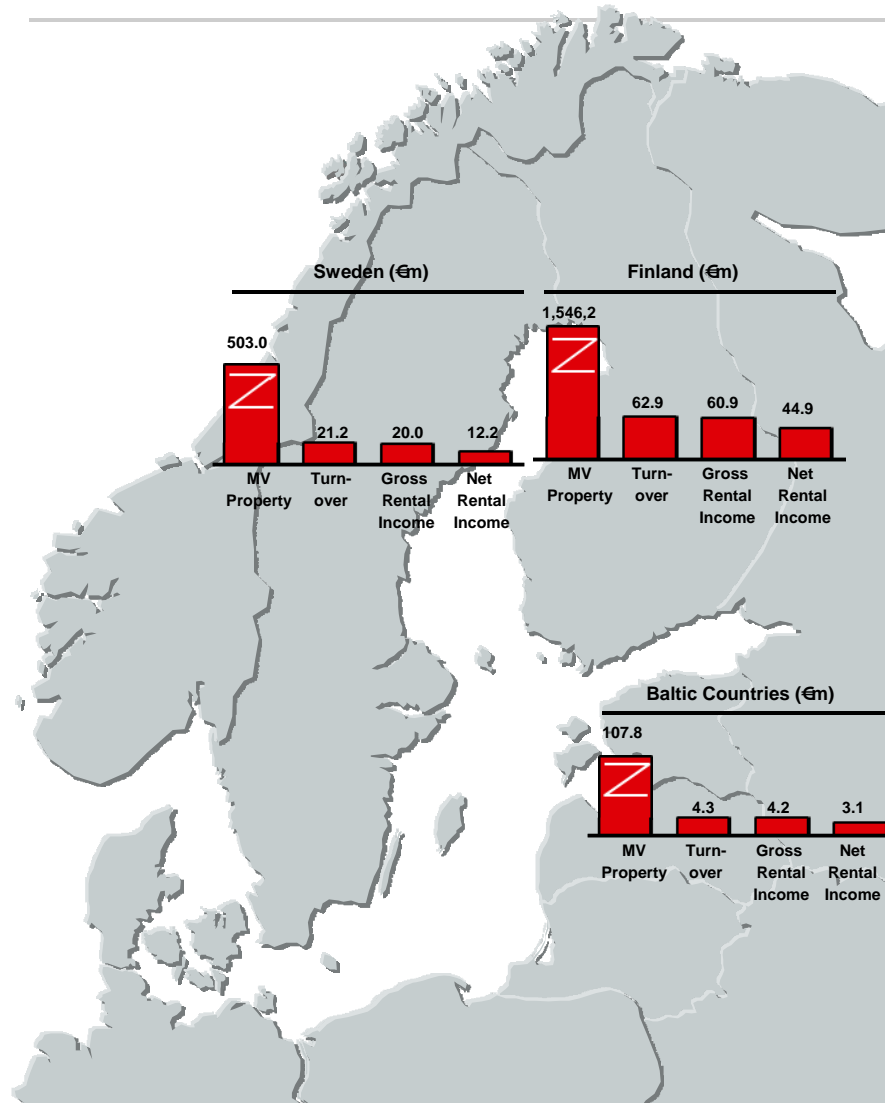 Sweden (€m)
503.0
21.2
20.0
12.2
MV
Property
Turn-
over
Gross
Rental
Income
Net
Rental
Income
Finland (€m)
1,546,2
62.9
60.9
44.9
MV
Property
Turn-
over
Gross
Rental
Income
Net
Rental
Income
Baltic Countries (€m)
107.8
4.3
4.2
3.1
MV
Property
Turn-
over
Gross
Rental
Income
Net
Rental
Income